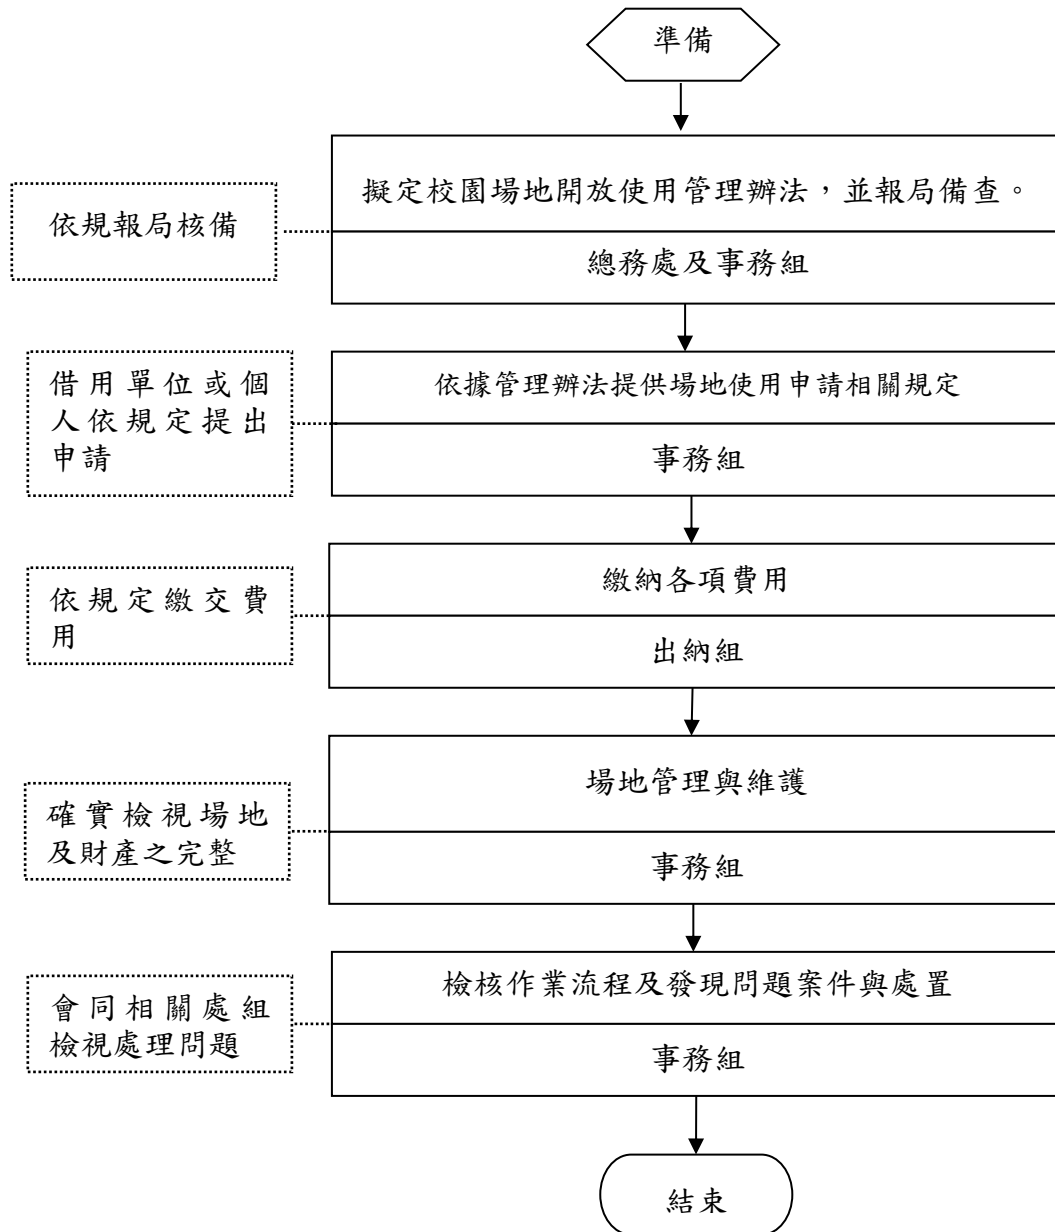 準備
擬定校園場地開放使用管理辦法，並報局備查。
依規報局核備
總務處及事務組
借用單位或個
人依規定提出
申請
依據管理辦法提供場地使用申請相關規定
事務組
繳納各項費用
依規定繳交費
用
出納組
場地管理與維護
確實檢視場地
及財產之完整
事務組
檢核作業流程及發現問題案件與處置
會同相關處組
檢視處理問題
事務組
結束